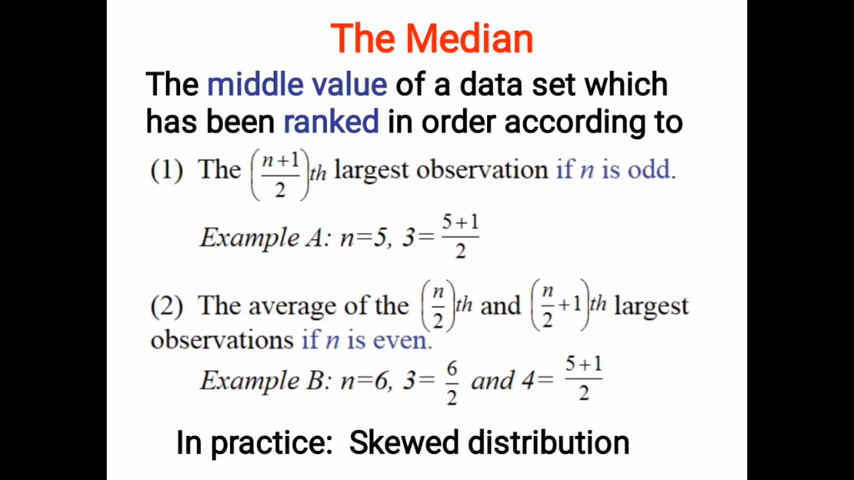 The Median
The middle value of a data set which
has been ranked in order according to
(1) The (n+1/2)th largest observation if n is odd.
Example A: n=5, 3= 5+1/2
(2) The average of the (n/2)th and (n/2+1)th largest
observations if n is even.
Example B: n=6, 3= 6/2 and 4= 5+1/2
In practice: Skewed distribution